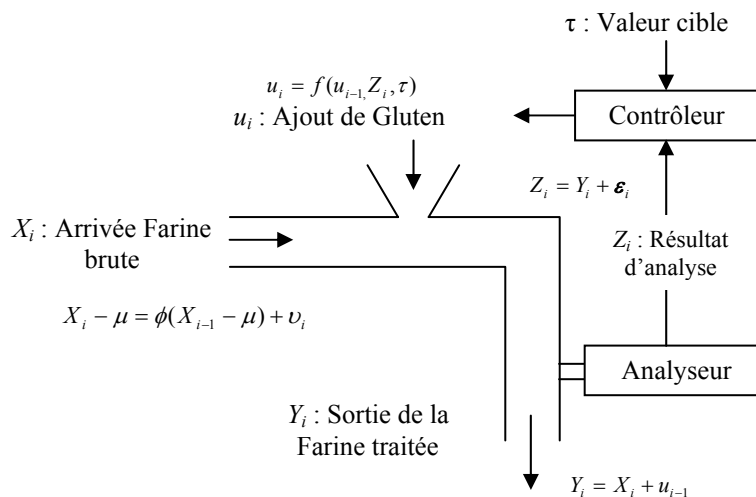 τ : Valeur cible
u_i = f(u_{i-1,} Z_i, τ)
u_i : Ajout de Gluten
Contrôleur
Z_i = Y_i + ε_i
X_i : Arrivée Farine
brute
Z_i : Résultat
d'analyse
X_i − μ = ϕ(X_{i-1} − μ) + υ_i
Analyseur
Y_i : Sortie de la
Farine traitée
Y_i = X_i + u_{i-1}